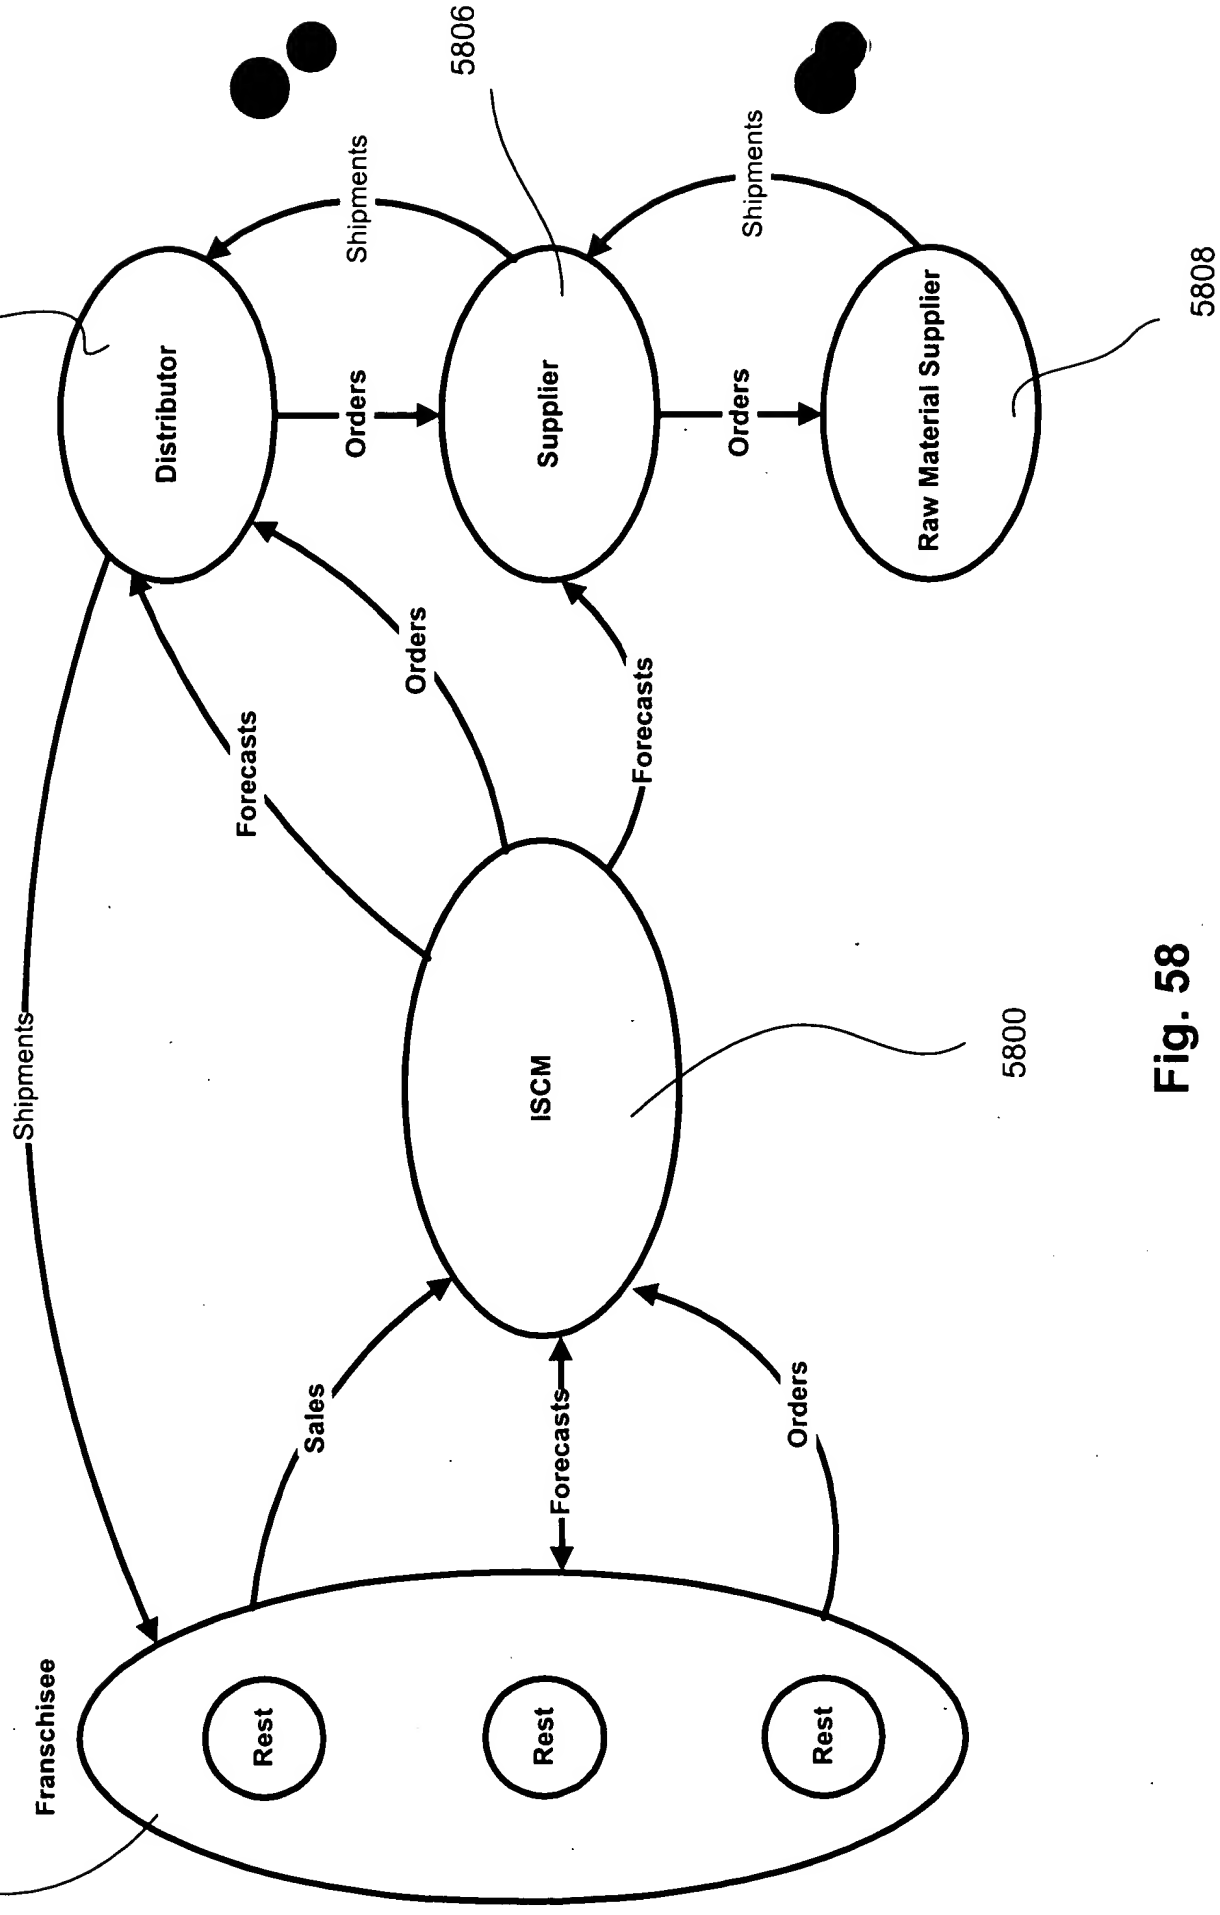 Franschisee
Rest
Rest
Rest
Shipments
Sales
Forecasts
Orders
ISCM
5800
Forecasts
Orders
Forecasts
Distributor
Orders
Shipments
Supplier
5806
Orders
Shipments
Raw Material Supplier
5808
Fig. 58